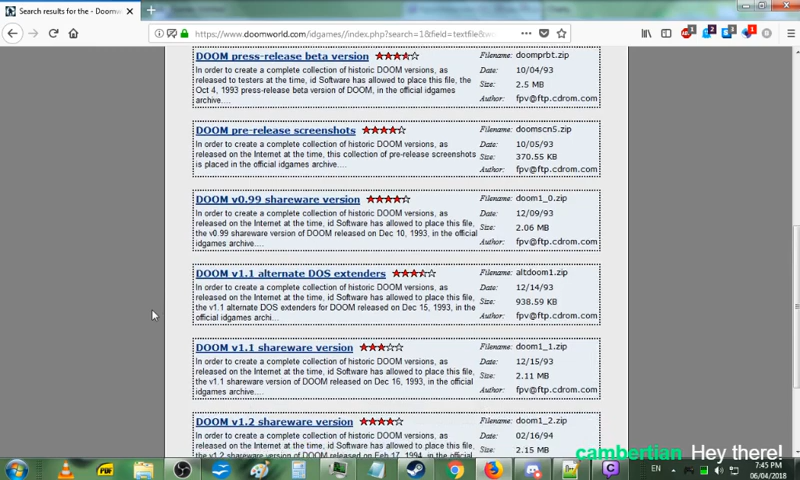 Search results for the - Doomw
https://www.doomworld.com/idgames//index.php?search=1&field=textfile&
DOOM press-release beta version
Filename: doomprbt.zip
In order to create a complete collection of historic DOOM versions, as
Date: 10/04/93
released to testers at the time, id Software has allowed to place this file, the
Size: 2.5 MB
Oct 4, 1993 press-release beta version of DOOM, in the official idgames
Author: fpv@ftp.cdrom.com
archive....
DOOM pre-release screenshots
Filename: doomscn5.zip
In order to create a complete collection of historic DOOM versions, as
Date: 10/05/93
released on the Internet at the time, this collection of pre-release screenshots
Size: 370.55 KB
is placed in the official idgames archive....
Author: fpv@ftp.cdrom.com
DOOM v0.99 shareware version
Filename: doom1_0.zip
In order to create a complete collection of historic DOOM versions, as
Date: 12/09/93
released on the Internet at the time, id Software has allowed to place this file,
Size: 2.06 MB
the v0.99 shareware version of DOOM released on Dec 10, 1993, in the official
Author: fpv@ftp.cdrom.com
idgames archive....
DOOM v1.1 alternate DOS extenders
Filename: altdoom1.zip
In order to create a complete collection of historic DOOM versions, as
Date: 12/14/93
released on the Internet at the time, id Software has allowed to place this file,
Size: 938.59 KB
the v1.1 alternate DOS extenders for DOOM released on Dec 15, 1993, in the
Author: fpv@ftp.cdrom.com
official idgames archi...
DOOM v1.1 shareware version
Filename: doom1_1.zip
In order to create a complete collection of historic DOOM versions, as
Date: 12/15/93
released on the Internet at the time, id Software has allowed to place this file,
Size: 2.11 MB
the v1.1 shareware version of DOOM released on Dec 16, 1993, in the official
Author: fpv@ftp.cdrom.com
idgames archive....
DOOM v1.2 shareware version
Filename: doom1_2.zip
In order to create a complete collection of historic DOOM versions, as
Date: 02/16/94
released on the Internet at the time, id Software has allowed to place this file,
Size: 2.15 MB
the v1.2 shareware version of DOOM released on Feb 17, 1994, in the official
cambertian Hey there!
PDF
EN
7:45 PM
06/04/2018